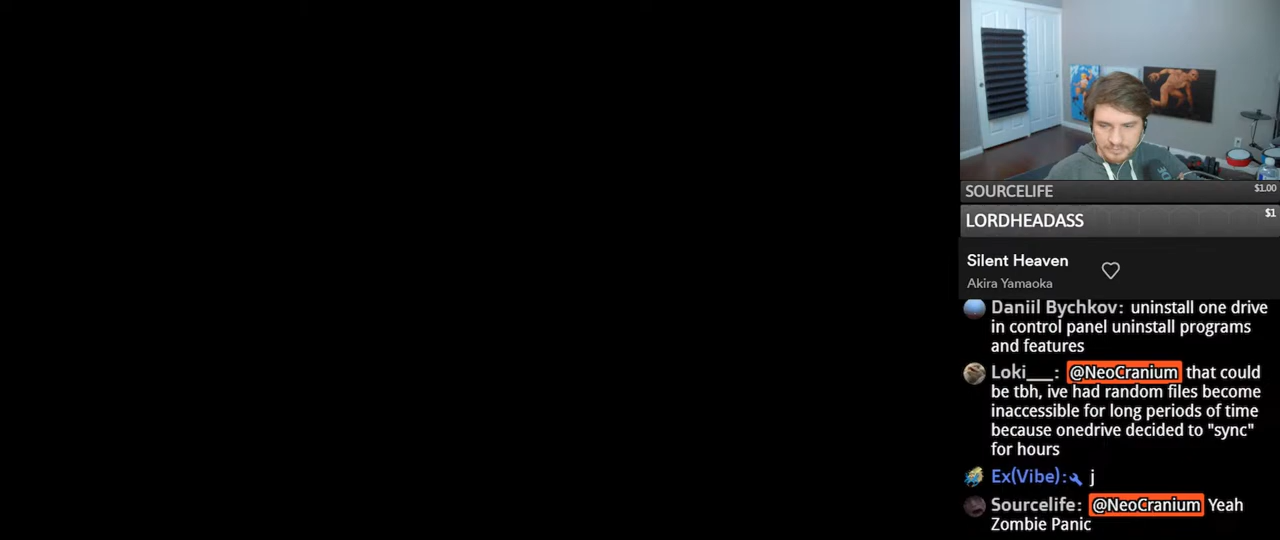 SOURCELIFE $1.00
LORDHEADASS $1
Silent Heaven
Akira Yamaoka
Daniil Bychkov: uninstall one drive
in control panel uninstall programs
and features
Loki___: @NeoCranium that could
be tbh, ive had random files become
inaccessible for long periods of time
because onedrive decided to "sync"
for hours
Ex(Vibe): j
Sourcelife: @NeoCranium Yeah
Zombie Panic